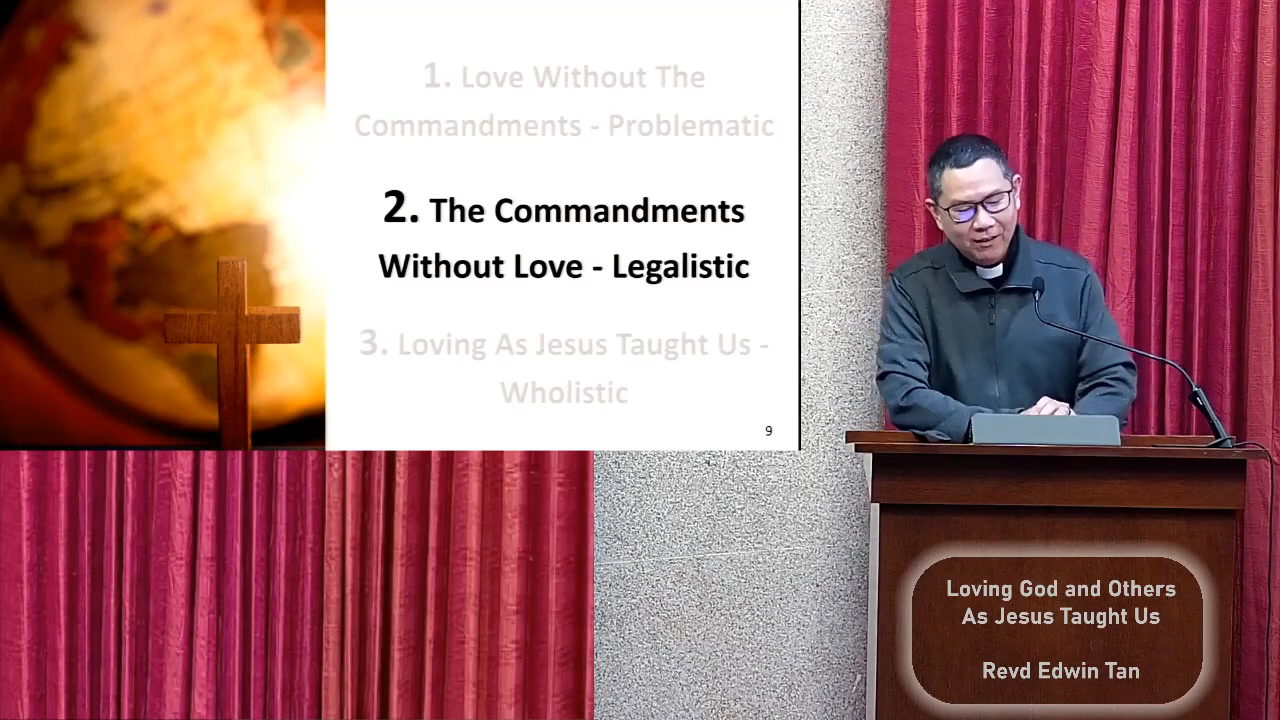 1. Love Without The
Commandments - Problematic
2. The Commandments
Without Love - Legalistic
3. Loving As Jesus Taught Us -
Wholistic
9
Loving God and Others
As Jesus Taught Us
Revd Edwin Tan